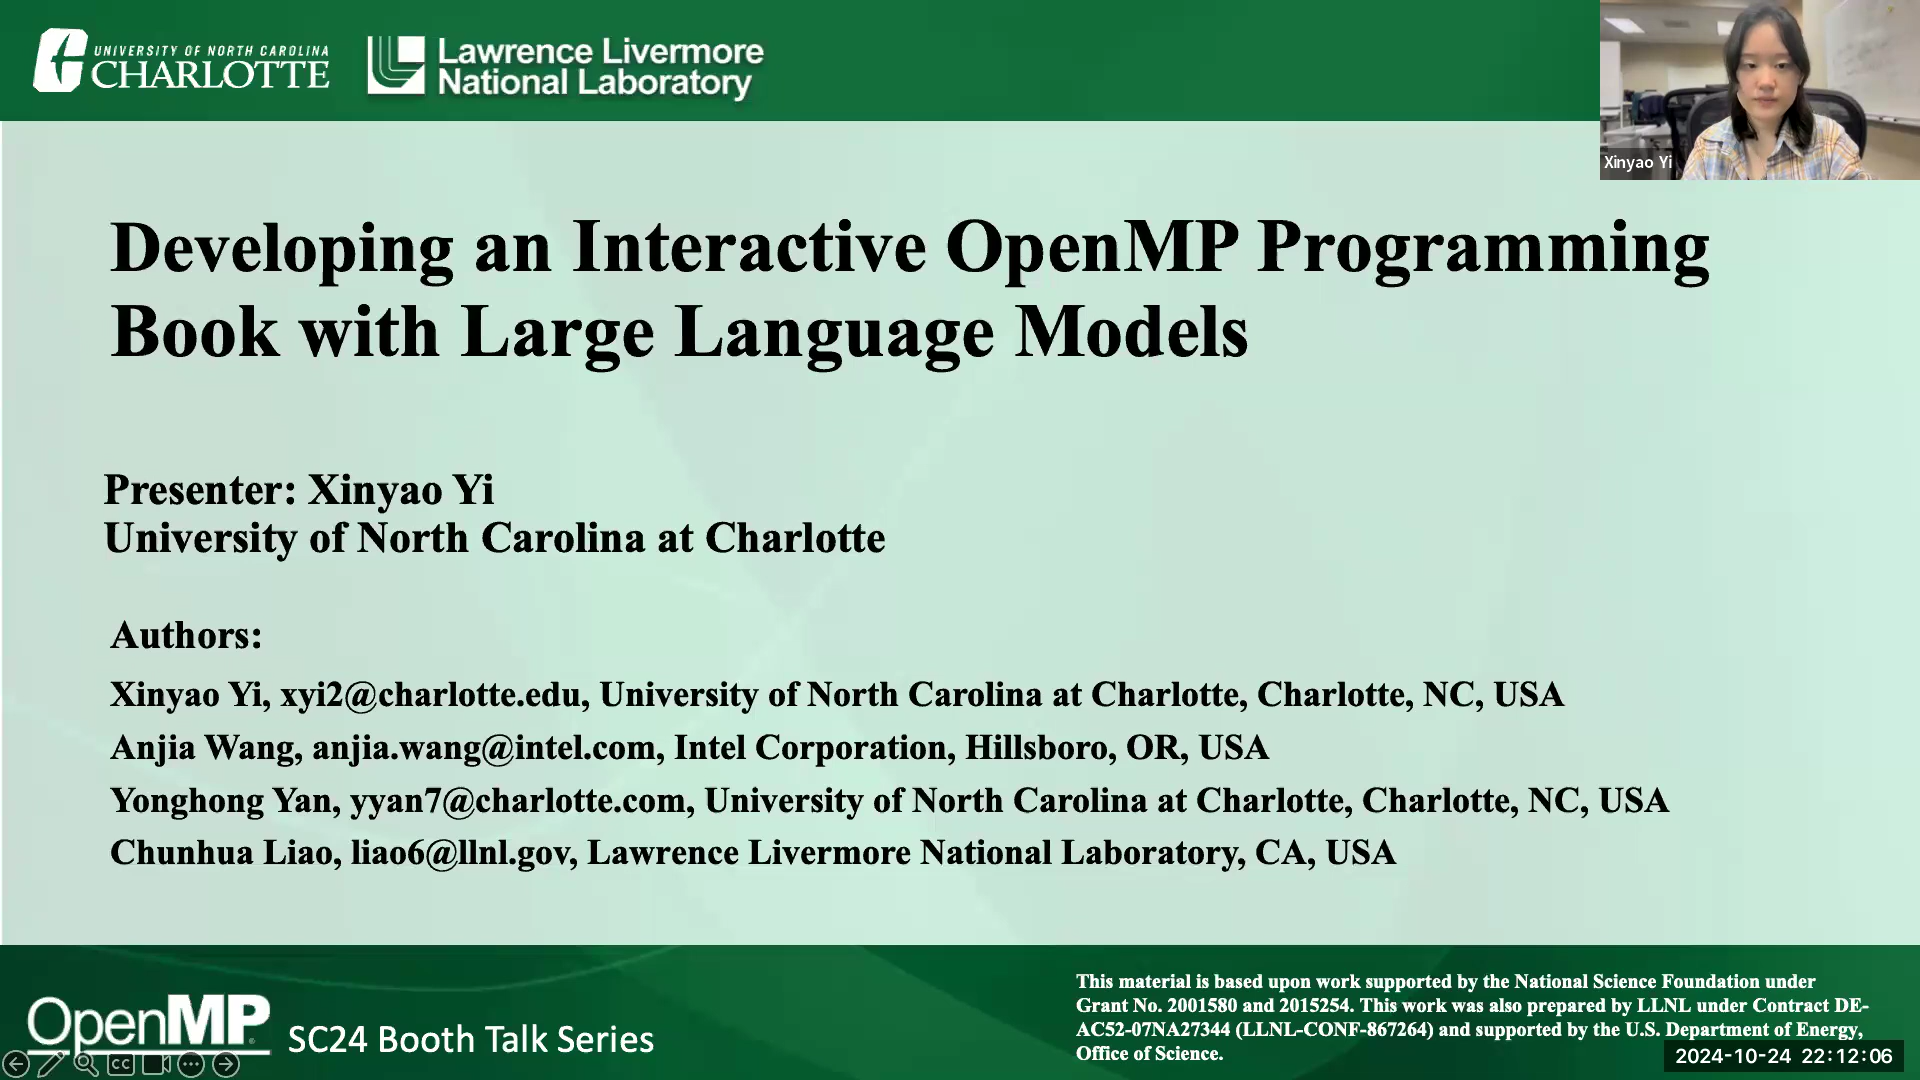 UNIVERSITY OF NORTH CAROLINA
CHARLOTTE
Lawrence Livermore
National Laboratory
Xinyao Yi
Developing an Interactive OpenMP Programming
Book with Large Language Models
Presenter: Xinyao Yi
University of North Carolina at Charlotte
Authors:
Xinyao Yi, xyi2@charlotte.edu, University of North Carolina at Charlotte, Charlotte, NC, USA
Anjia Wang, anjia.wang@intel.com, Intel Corporation, Hillsboro, OR, USA
Yonghong Yan, yyan7@charlotte.com, University of North Carolina at Charlotte, Charlotte, NC, USA
Chunhua Liao, liao6@llnl.gov, Lawrence Livermore National Laboratory, CA, USA
OpenMP
SC24 Booth Talk Series
CC
This material is based upon work supported by the National Science Foundation under
Grant No. 2001580 and 2015254. This work was also prepared by LLNL under Contract DE-
AC52-07NA27344 (LLNL-CONF-867264) and supported by the U.S. Department of Energy,
Office of Science.
2024-10-24 22:12:06